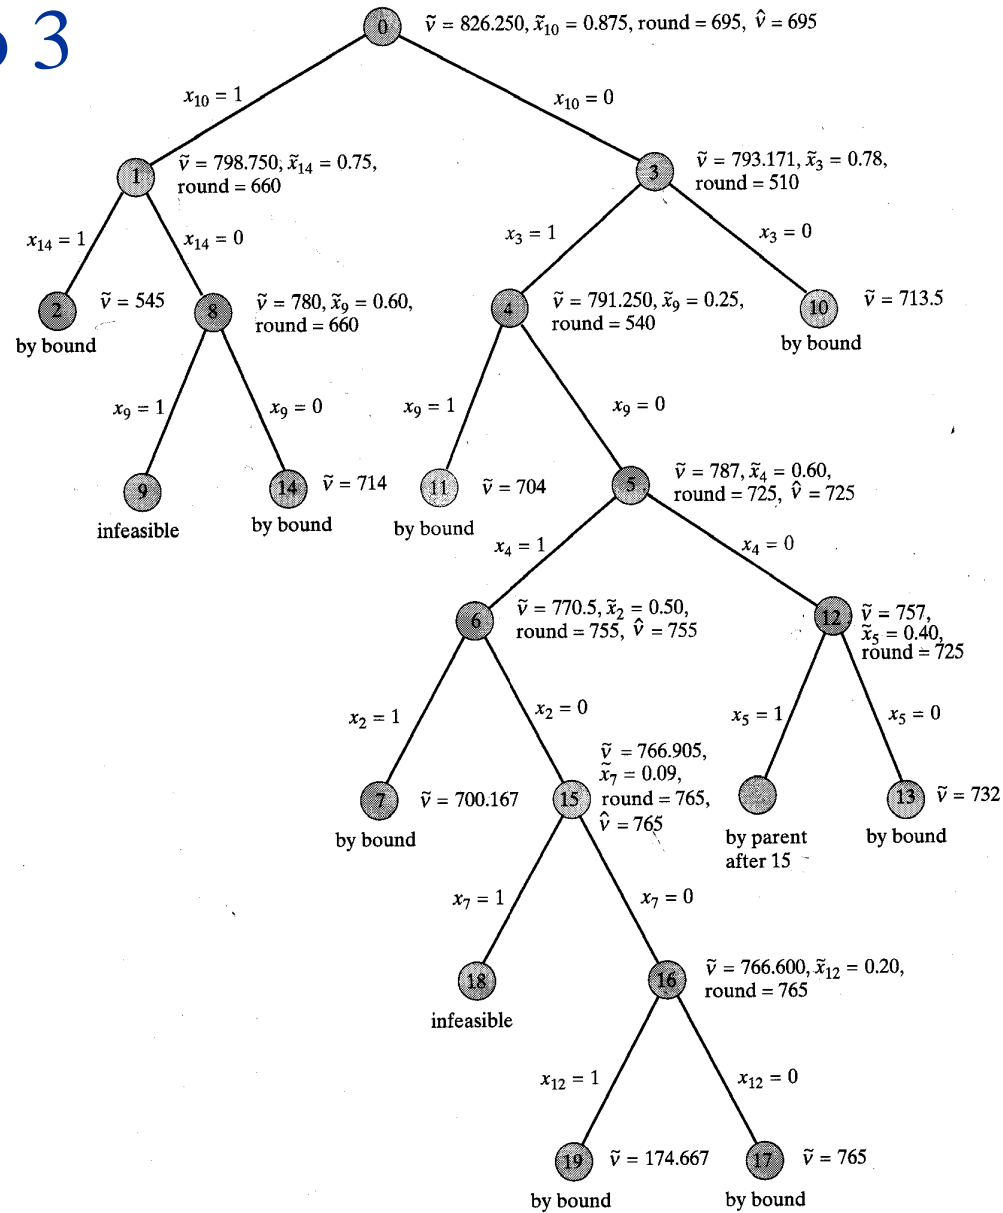 3
0
ṽ = 826.250, x̃₁₀ = 0.875, round = 695, v̂ = 695
x₁₀ = 1
x₁₀ = 0
1
ṽ = 798.750, x̃₁₄ = 0.75,
round = 660
3
ṽ = 793.171, x̃₃ = 0.78,
round = 510
x₁₄ = 1
x₁₄ = 0
x₃ = 1
x₃ = 0
2
ṽ = 545
by bound
8
ṽ = 780, x̃₉ = 0.60,
round = 660
4
ṽ = 791.250, x̃₉ = 0.25,
round = 540
10
ṽ = 713.5
by bound
x₉ = 1
x₉ = 0
x₉ = 1
x₉ = 0
9
infeasible
14
ṽ = 714
by bound
11
ṽ = 704
by bound
5
ṽ = 787, x̃₄ = 0.60,
round = 725, v̂ = 725
x₄ = 1
x₄ = 0
6
ṽ = 770.5, x̃₂ = 0.50,
round = 755, v̂ = 755
12
ṽ = 757,
x̃₅ = 0.40,
round = 725
x₂ = 1
x₂ = 0
x₅ = 1
x₅ = 0
7
ṽ = 700.167
by bound
15
ṽ = 766.905,
x̃₇ = 0.09,
round = 765,
v̂ = 765
by parent
after 15
13
ṽ = 732
by bound
x₇ = 1
x₇ = 0
18
infeasible
16
ṽ = 766.600, x̃₁₂ = 0.20,
round = 765
x₁₂ = 1
x₁₂ = 0
19
ṽ = 174.667
by bound
17
ṽ = 765
by bound